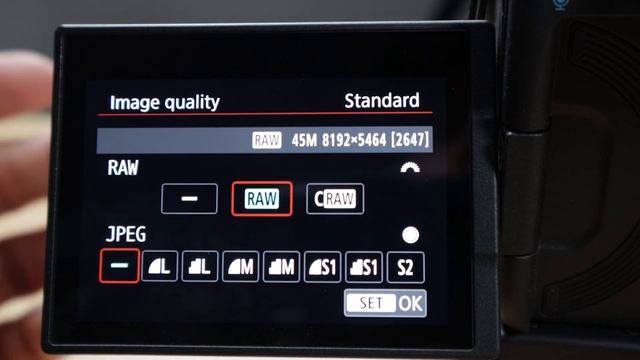 Image quality Standard
RAW 45M 8192×5464 [2647]
RAW
– RAW CRAW
JPEG
– L L M M S1 S1 S2
SET OK